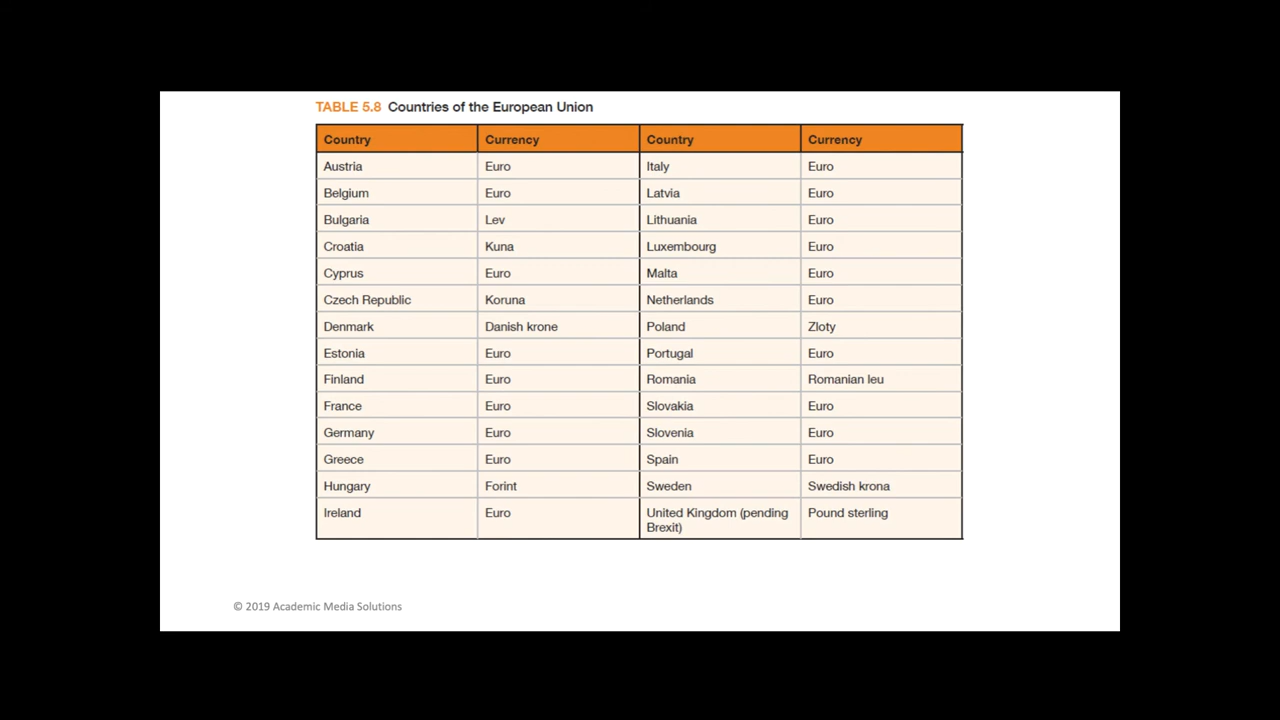 TABLE 5.8 Countries of the European Union
Country Currency Country Currency
Austria Euro Italy Euro
Belgium Euro Latvia Euro
Bulgaria Lev Lithuania Euro
Croatia Kuna Luxembourg Euro
Cyprus Euro Malta Euro
Czech Republic Koruna Netherlands Euro
Denmark Danish krone Poland Zloty
Estonia Euro Portugal Euro
Finland Euro Romania Romanian leu
France Euro Slovakia Euro
Germany Euro Slovenia Euro
Greece Euro Spain Euro
Hungary Forint Sweden Swedish krona
Ireland Euro United Kingdom (pending Pound sterling
Brexit)
© 2019 Academic Media Solutions